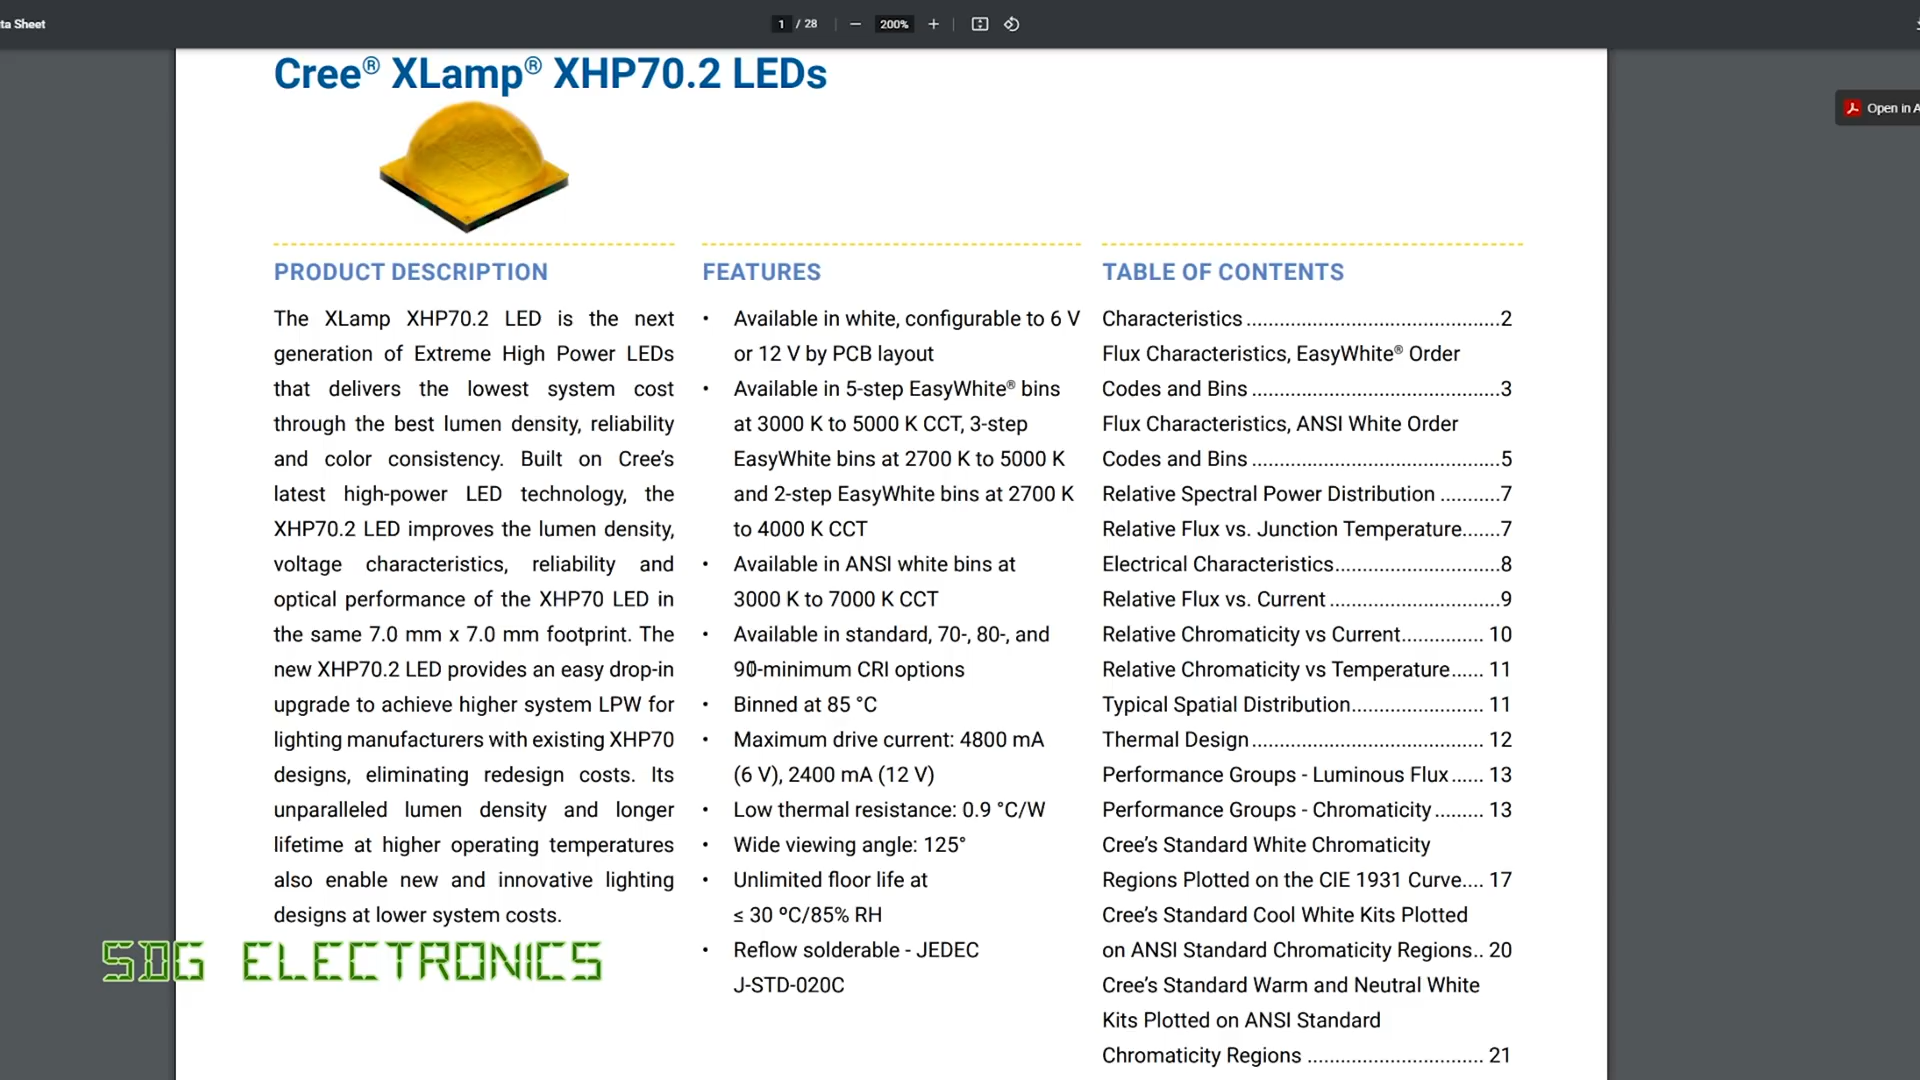 ta Sheet
1 / 28
200%
Open in A
Cree® XLamp® XHP70.2 LEDs
PRODUCT DESCRIPTION
The XLamp XHP70.2 LED is the next
generation of Extreme High Power LEDs
that delivers the lowest system cost
through the best lumen density, reliability
and color consistency. Built on Cree's
latest high-power LED technology, the
XHP70.2 LED improves the lumen density,
voltage characteristics, reliability and
optical performance of the XHP70 LED in
the same 7.0 mm x 7.0 mm footprint. The
new XHP70.2 LED provides an easy drop-in
upgrade to achieve higher system LPW for
lighting manufacturers with existing XHP70
designs, eliminating redesign costs. Its
unparalleled lumen density and longer
lifetime at higher operating temperatures
also enable new and innovative lighting
designs at lower system costs.
FEATURES
• Available in white, configurable to 6 V
or 12 V by PCB layout
• Available in 5-step EasyWhite® bins
at 3000 K to 5000 K CCT, 3-step
EasyWhite bins at 2700 K to 5000 K
and 2-step EasyWhite bins at 2700 K
to 4000 K CCT
• Available in ANSI white bins at
3000 K to 7000 K CCT
• Available in standard, 70-, 80-, and
90-minimum CRI options
• Binned at 85 °C
• Maximum drive current: 4800 mA
(6 V), 2400 mA (12 V)
• Low thermal resistance: 0.9 °C/W
• Wide viewing angle: 125°
• Unlimited floor life at
≤ 30 ºC/85% RH
• Reflow solderable - JEDEC
J-STD-020C
TABLE OF CONTENTS
Characteristics ..........................................2
Flux Characteristics, EasyWhite® Order
Codes and Bins ..........................................3
Flux Characteristics, ANSI White Order
Codes and Bins ..........................................5
Relative Spectral Power Distribution ...........7
Relative Flux vs. Junction Temperature.......7
Electrical Characteristics...........................8
Relative Flux vs. Current ............................9
Relative Chromaticity vs Current.............. 10
Relative Chromaticity vs Temperature...... 11
Typical Spatial Distribution...................... 11
Thermal Design ....................................... 12
Performance Groups - Luminous Flux...... 13
Performance Groups - Chromaticity......... 13
Cree's Standard White Chromaticity
Regions Plotted on the CIE 1931 Curve.... 17
Cree's Standard Cool White Kits Plotted
on ANSI Standard Chromaticity Regions.. 20
Cree's Standard Warm and Neutral White
Kits Plotted on ANSI Standard
Chromaticity Regions .............................. 21
SDG ELECTRONICS